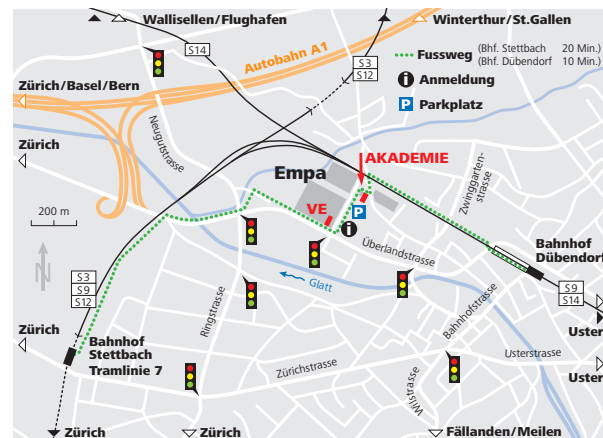 Wallisellen/Flughafen
Winterthur/St.Gallen
S14
Autobahn A1
S3
S12
Fussweg (Bhf. Stettbach 20 Min.)
(Bhf. Dübendorf 10 Min.)
Anmeldung
P Parkplatz
Zürich/Basel/Bern
Neugutstrasse
Zürich
AKADEMIE
Empa
Zwinggarten-
strasse
VE
P
200 m
Überlandstrasse
Bahnhof
Dübendorf
N
Glatt
S3
S9
S12
S9
S14
Ringstrasse
Bahnhofstrasse
Zürich
Uster
Bahnhof
Stettbach
Tramlinie 7
Zürichstrasse
Usterstrasse
Uster
Wilstrasse
Zürich
Zürich
Fällanden/Meilen